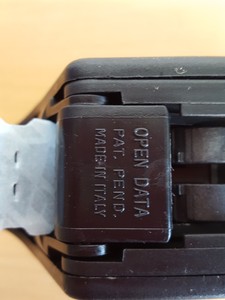 OPEN DATA
PAT. PEND.
MADE·IN ITALY